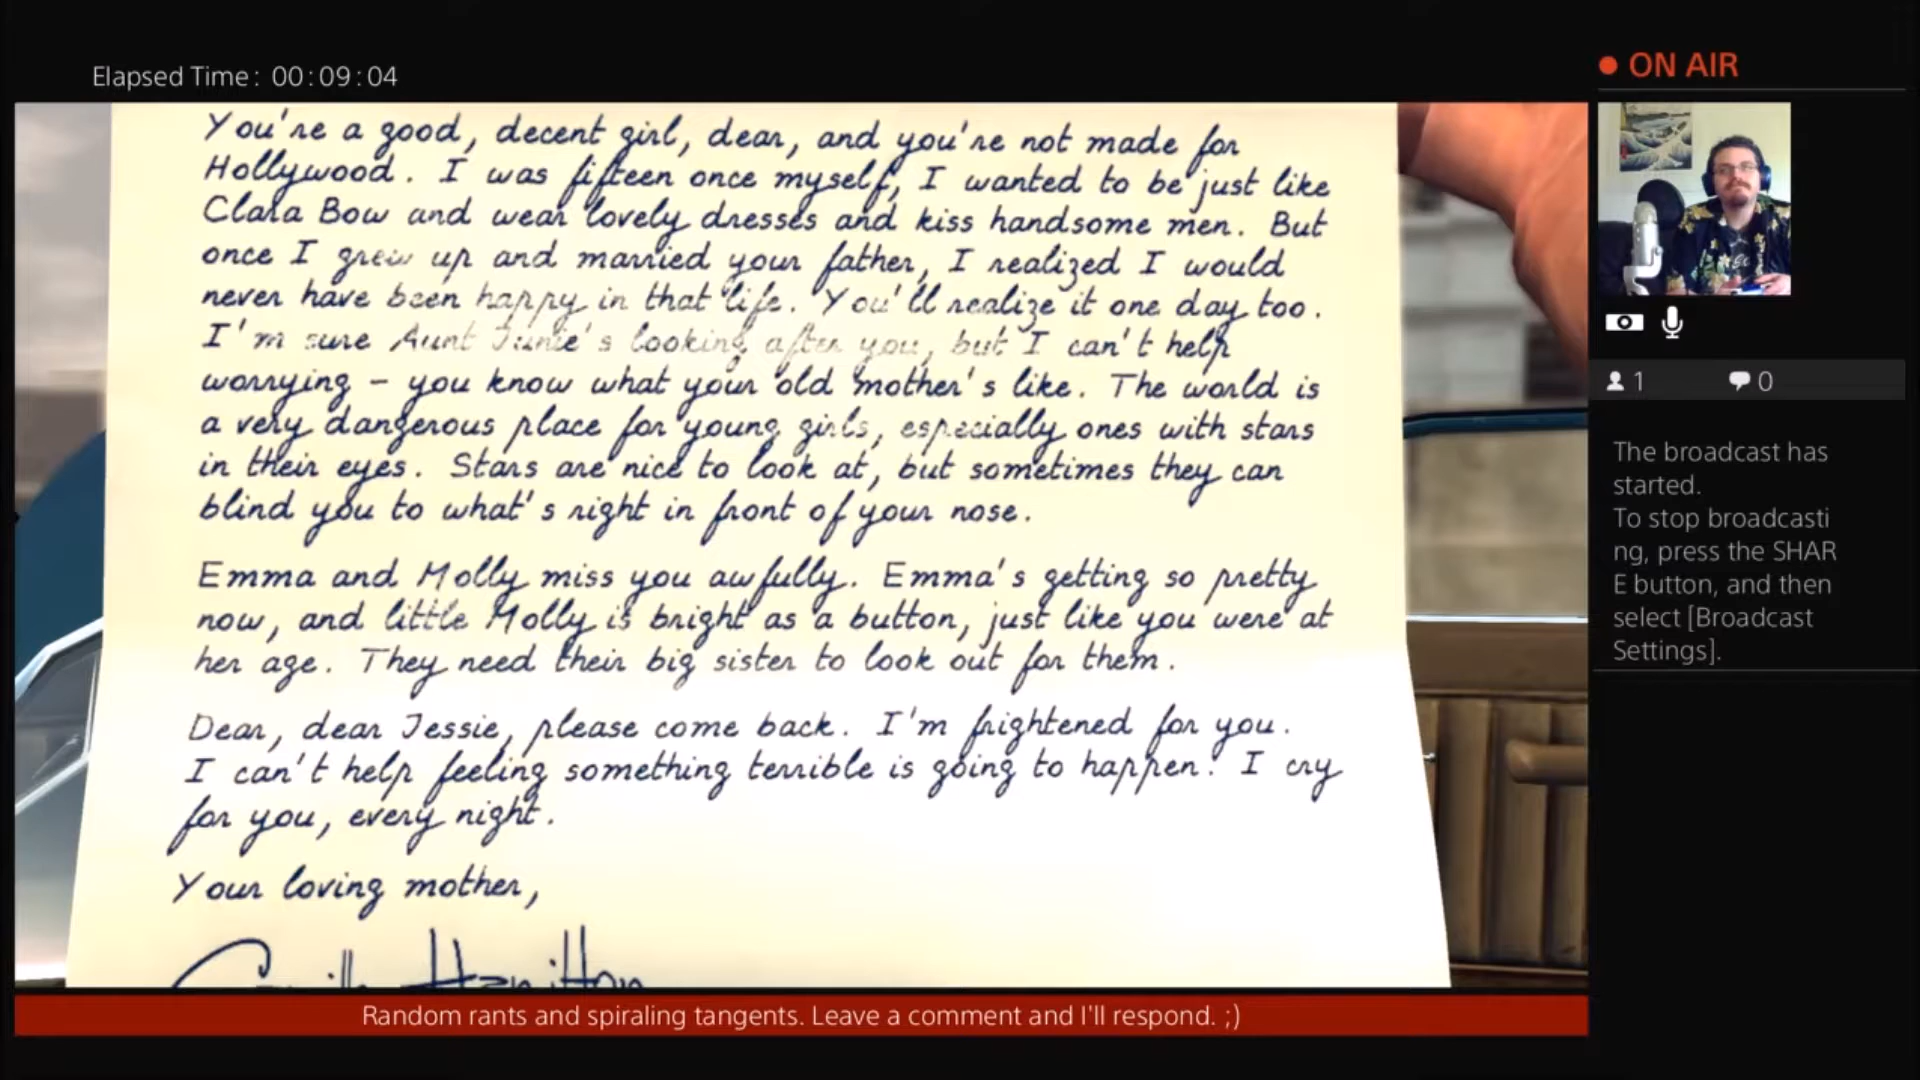 Elapsed Time: 00:09:04
ON AIR
You're a good, decent girl, dear, and you're not made for
Hollywood. I was fifteen once myself, I wanted to be just like
Clara Bow and wear lovely dresses and kiss handsome men. But
once I grew up and married your father, I realized I would
never have been happy in that life. You'll realize it one day too.
I'm sure Aunt Junie's looking after you, but I can't help
worrying - you know what your old mother's like. The world is
a very dangerous place for young girls, especially ones with stars
in their eyes. Stars are nice to look at, but sometimes they can
blind you to what's right in front of your nose.
Emma and Molly miss you awfully. Emma's getting so pretty
now, and little Molly is bright as a button, just like you were at
her age. They need their big sister to look out for them.
Dear, dear Jessie, please come back. I'm frightened for you.
I can't help feeling something terrible is going to happen. I cry
for you, every night.
Your loving mother,
Hamilton
1
0
The broadcast has
started.
To stop broadcasti
ng, press the SHAR
E button, and then
select [Broadcast
Settings].
Random rants and spiraling tangents. Leave a comment and I'll respond. ;)